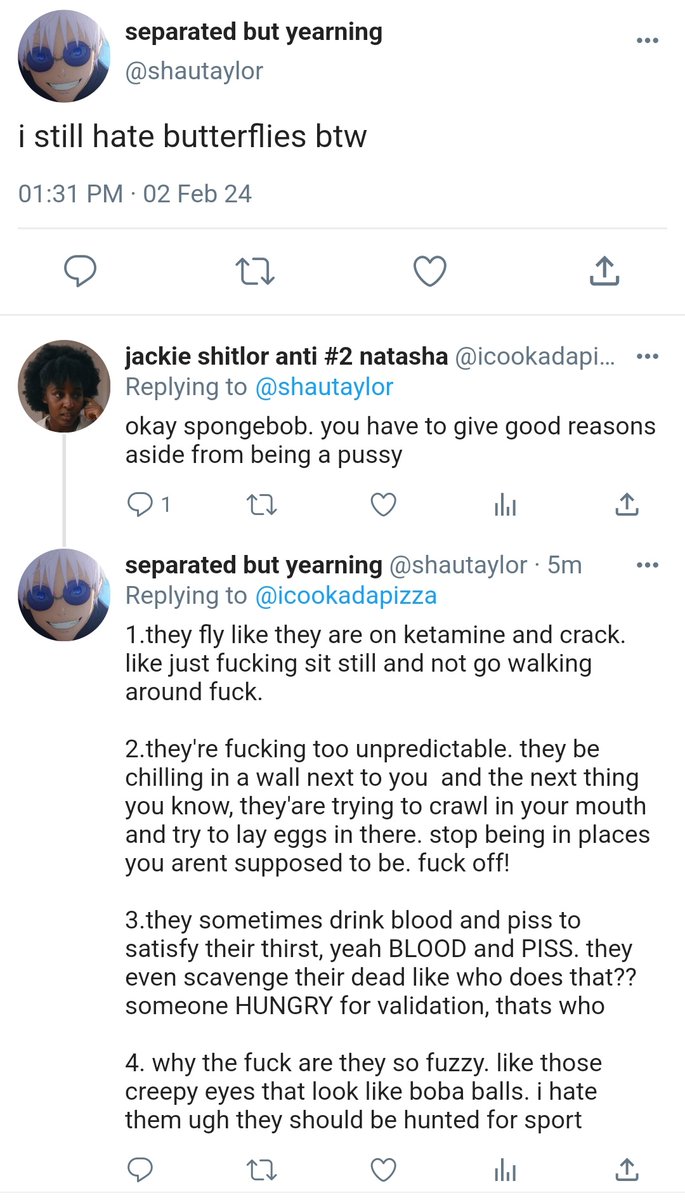 separated but yearning
@shautaylor
i still hate butterflies btw
01:31 PM · 02 Feb 24
jackie shitlor anti #2 natasha @icookadapi...
Replying to @shautaylor
okay spongebob. you have to give good reasons
aside from being a pussy
1
separated but yearning @shautaylor · 5m
Replying to @icookadapizza
1.they fly like they are on ketamine and crack.
like just fucking sit still and not go walking
around fuck.
2.they're fucking too unpredictable. they be
chilling in a wall next to you  and the next thing
you know, they'are trying to crawl in your mouth
and try to lay eggs in there. stop being in places
you arent supposed to be. fuck off!
3.they sometimes drink blood and piss to
satisfy their thirst, yeah BLOOD and PISS. they
even scavenge their dead like who does that??
someone HUNGRY for validation, thats who
4. why the fuck are they so fuzzy. like those
creepy eyes that look like boba balls. i hate
them ugh they should be hunted for sport